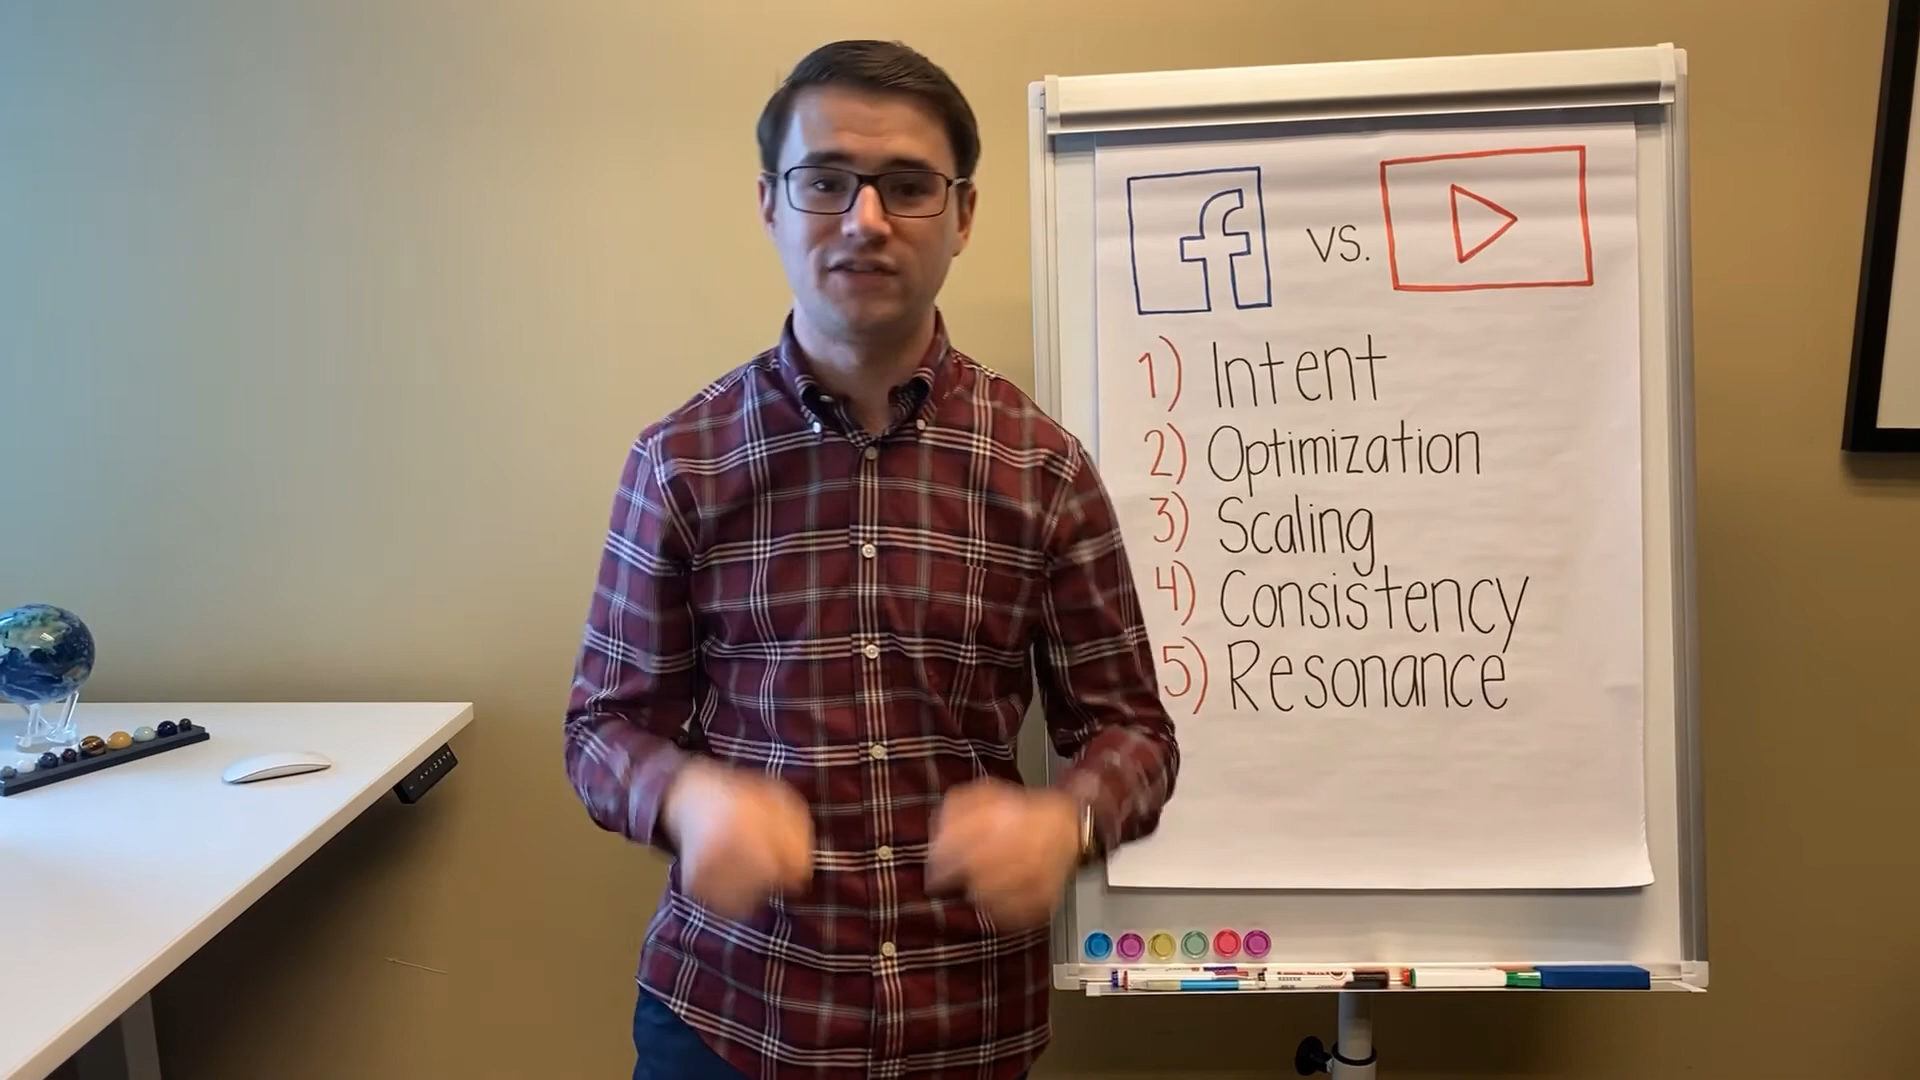 f vs.
1) Intent
2) Optimization
3) Scaling
4) Consistency
5) Resonance